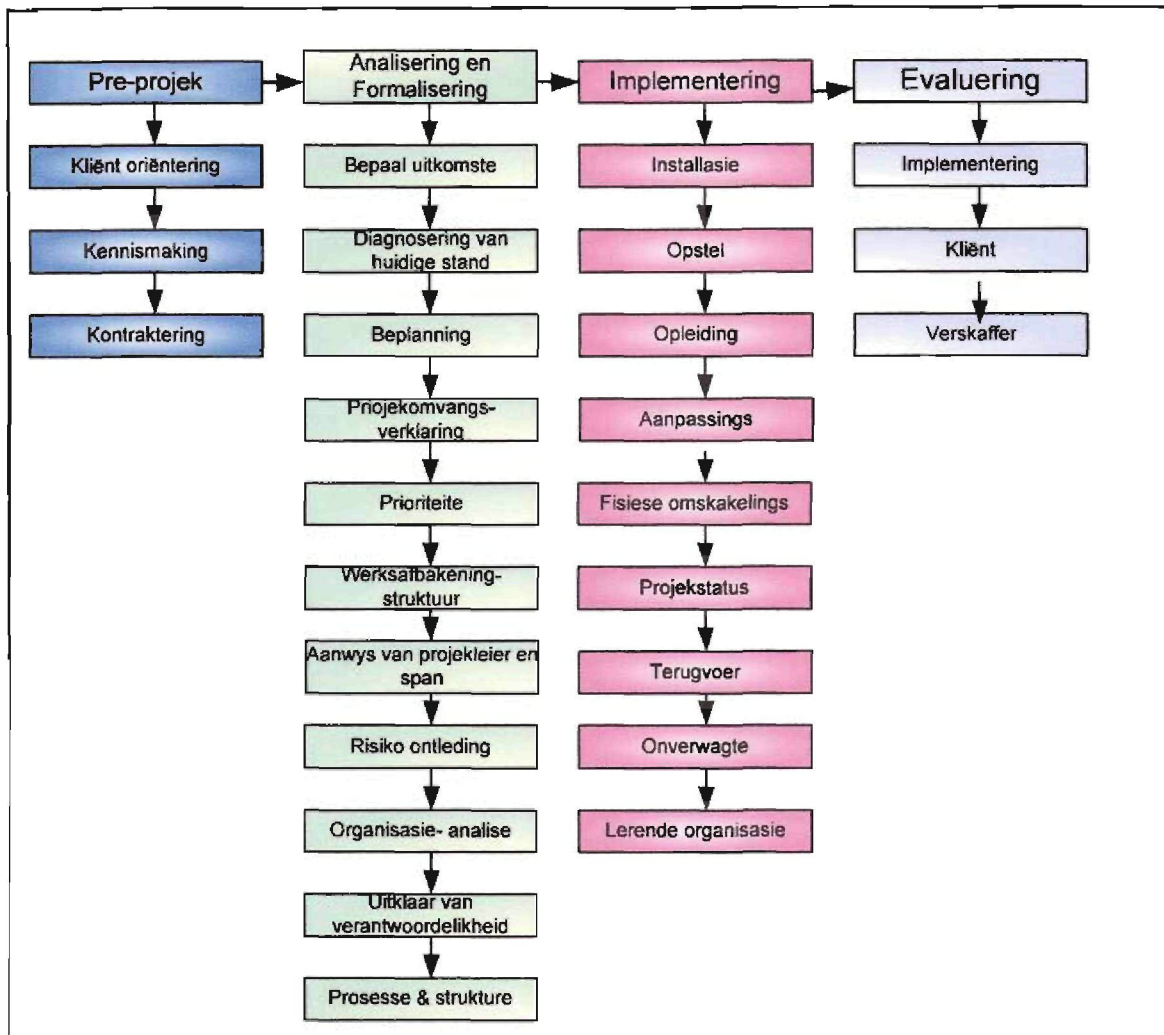 Pre-projek
Kliënt oriëntering
Kennismaking
Kontraktering
Analisering en
Formalisering
Bepaal uitkomste
Diagnosering van
huidige stand
Beplanning
Priojekomvangs-
verklaring
Prioriteite
Werksafbakening-
struktuur
Aanwys van projekleier en
span
Risiko ontleding
Organisasie- analise
Uitklaar van
verantwoordelikheid
Prosesse & strukture
Implementering
Installasie
Opstel
Opleiding
Aanpassings
Fisiese omskakelings
Projekstatus
Terugvoer
Onverwagte
Lerende organisasie
Evaluering
Implementering
Kliënt
Verskaffer